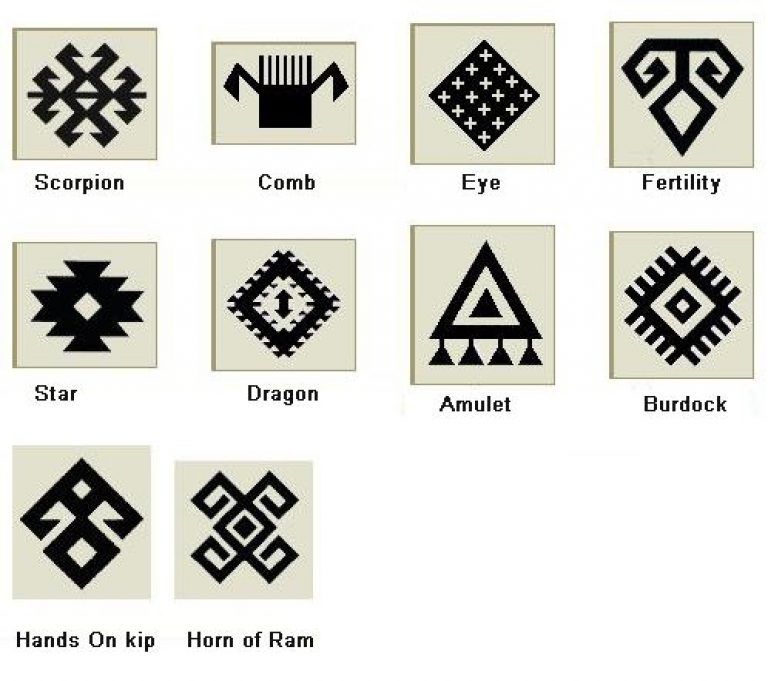 Scorpion
Comb
Eye
Fertility
Star
Dragon
Amulet
Burdock
Hands On kip
Horn of Ram